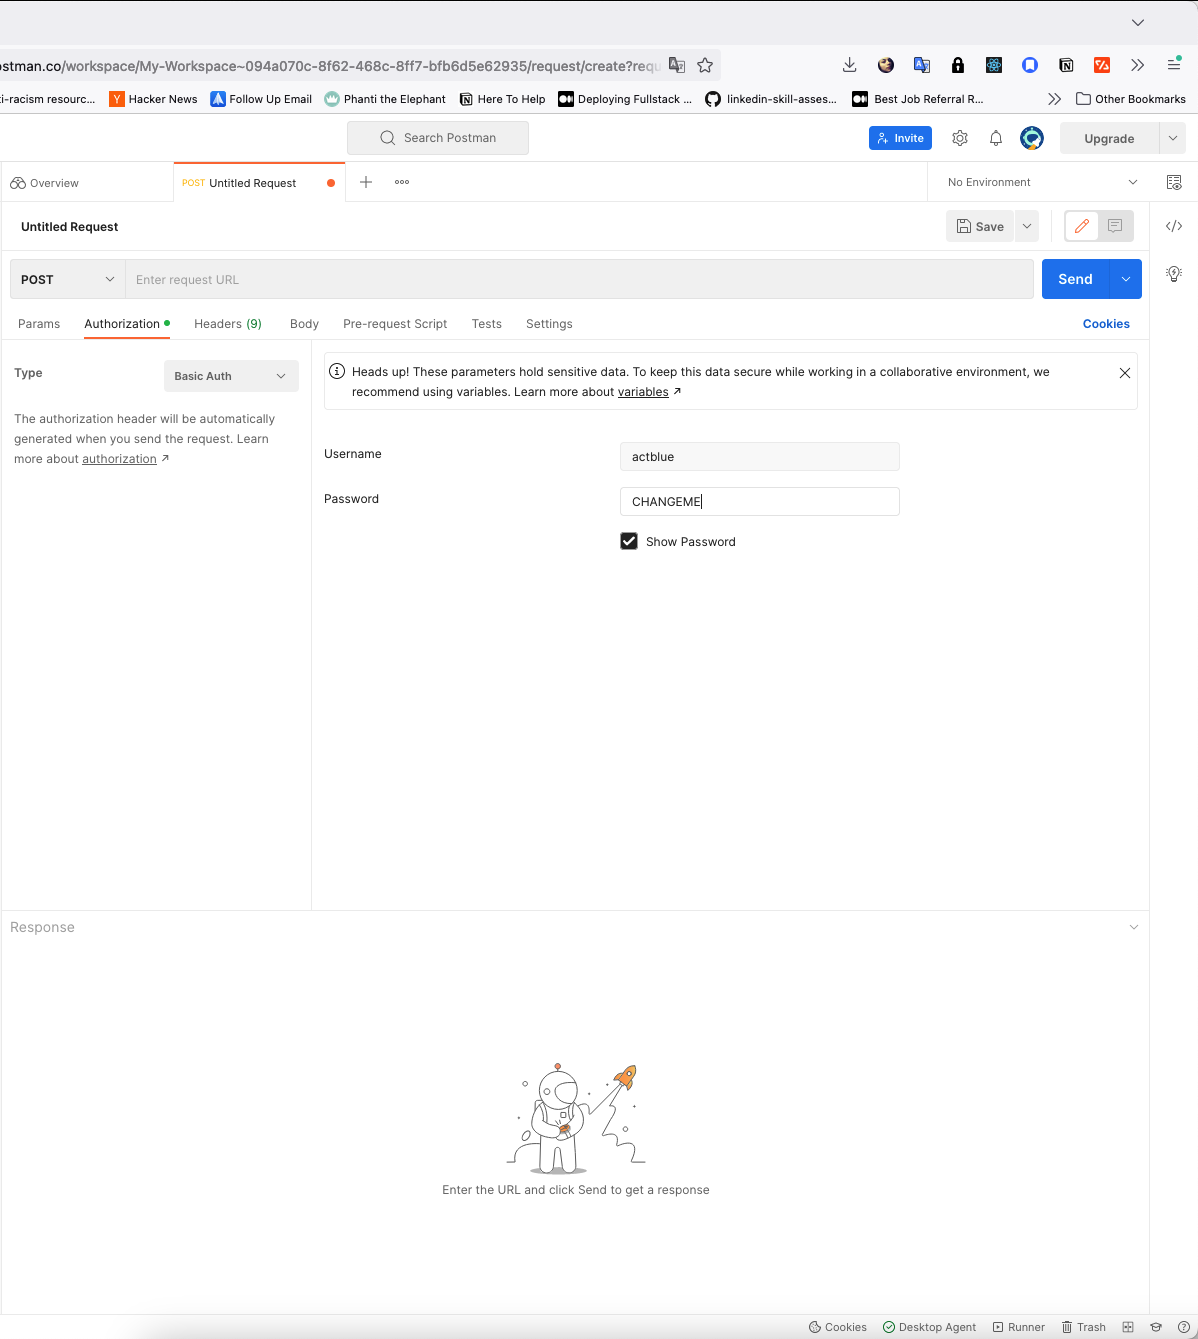 ostman.co/workspace/My-Workspace~094a070c-8f62-468c-8ff7-bfb6d5e62935/request/create?requ
ti-racism resourc... Y Hacker News Follow Up Email Phanti the Elephant Here To Help Deploying Fullstack ... linkedin-skill-asses... Best Job Referral R... Other Bookmarks
Search Postman Invite Upgrade
Overview POST Untitled Request No Environment
Untitled Request Save
POST Enter request URL Send
Params Authorization Headers (9) Body Pre-request Script Tests Settings Cookies
Type Basic Auth
The authorization header will be automatically
generated when you send the request. Learn
more about authorization ↗
Heads up! These parameters hold sensitive data. To keep this data secure while working in a collaborative environment, we
recommend using variables. Learn more about variables ↗
Username actblue
Password CHANGEME
Show Password
Response
Enter the URL and click Send to get a response
Cookies Desktop Agent Runner Trash